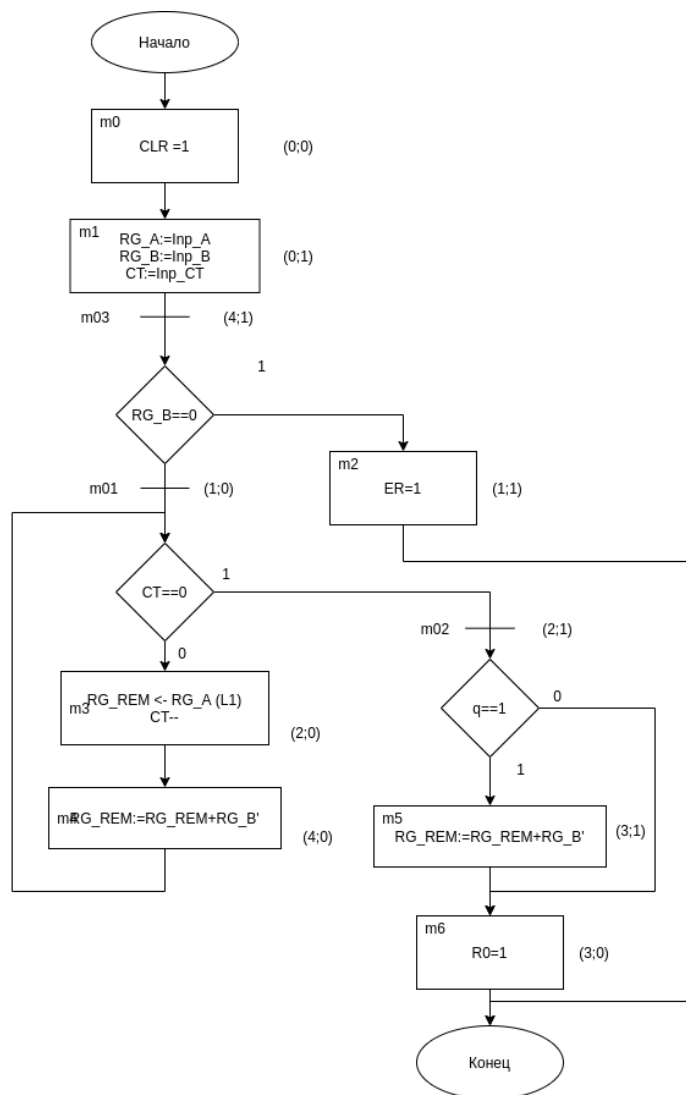 Начало
m0
CLR =1
(0;0)
m1
RG_A:=Inp_A
RG_B:=Inp_B
CT:=Inp_CT
(0;1)
m03
(4;1)
1
RG_B==0
m2
ER=1
(1;1)
m01
(1;0)
CT==0
1
0
m02
(2;1)
q==1
0
1
m3
RG_REM <- RG_A (L1)
CT--
(2;0)
m4
RG_REM:=RG_REM+RG_B'
(4;0)
m5
RG_REM:=RG_REM+RG_B'
(3;1)
m6
R0=1
(3;0)
Конец